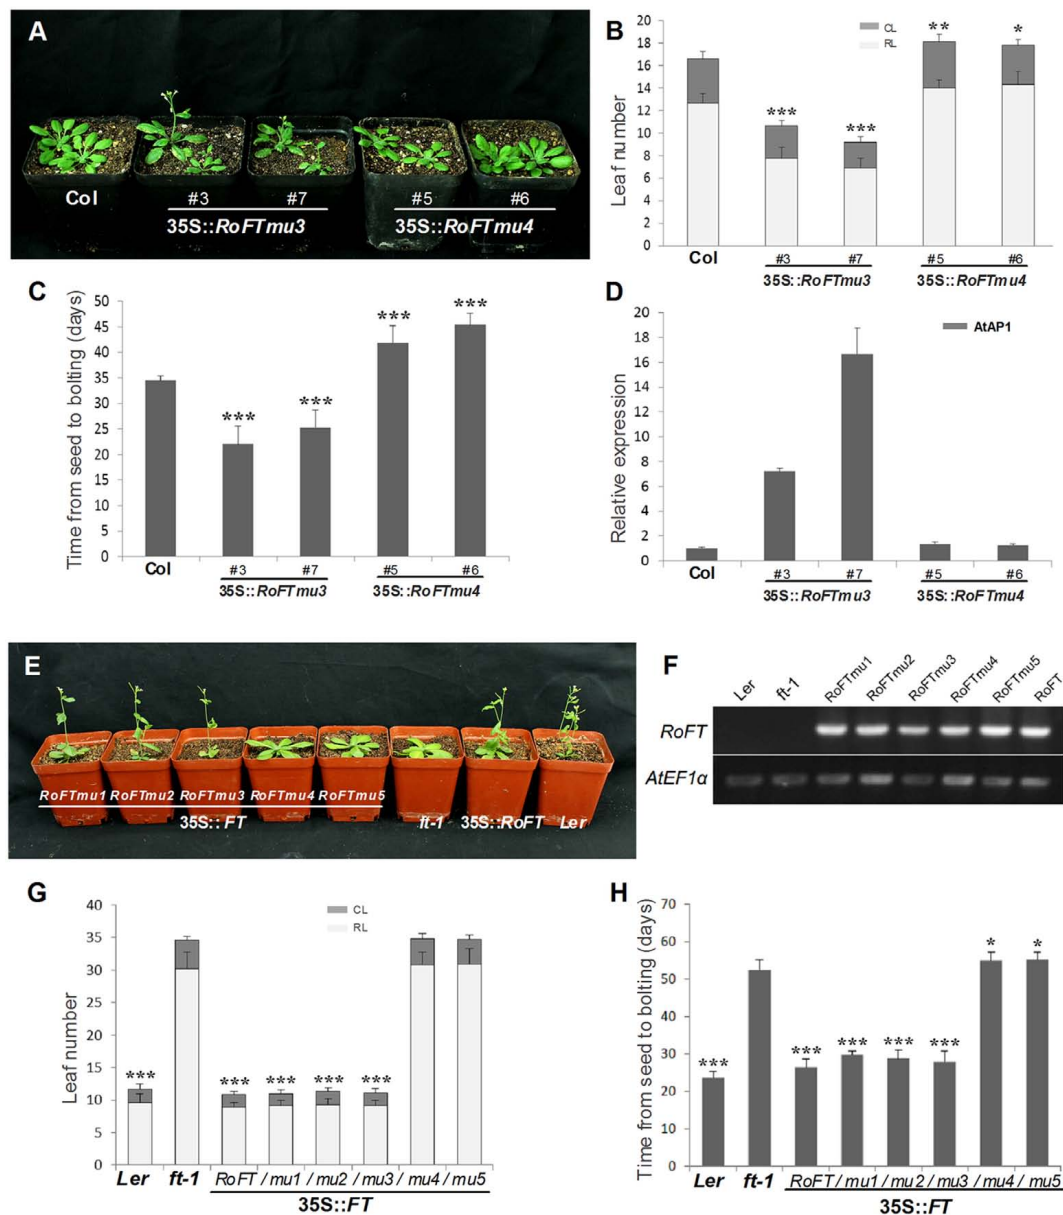 A
Col
#3 #7
35S::RoFTmu3
#5 #6
35S::RoFTmu4
B
CL
RL
Leaf number
20
18
16
14
12
10
8
6
4
2
0
***
***
**
*
Col
#3 #7
35S::RoFTmu3
#5 #6
35S::RoFTmu4
C
Time from seed to bolting (days)
50
45
40
35
30
25
20
15
10
5
0
***
***
***
***
Col
#3 #7
35S::RoFTmu3
#5 #6
35S::RoFTmu4
D
AtAP1
Relative expression
20
18
16
14
12
10
8
6
4
2
0
Col
#3 #7
35S::RoFTmu3
#5 #6
35S::RoFTmu4
E
RoFTmu1 RoFTmu2 RoFTmu3 RoFTmu4 RoFTmu5
35S::FT ft-1 35S::RoFT Ler
F
Ler ft-1 RoFTmu1 RoFTmu2 RoFTmu3 RoFTmu4 RoFTmu5 RoFT
RoFT
AtEF1α
G
CL
RL
Leaf number
40
35
30
25
20
15
10
5
0
*** *** *** *** ***
Ler ft-1 RoFT / mu1 / mu2 / mu3 / mu4 / mu5
35S::FT
H
Time from seed to bolting (days)
70
60
50
40
30
20
10
0
*** *** *** *** *** * *
Ler ft-1 RoFT / mu1 / mu2 / mu3 / mu4 / mu5
35S::FT